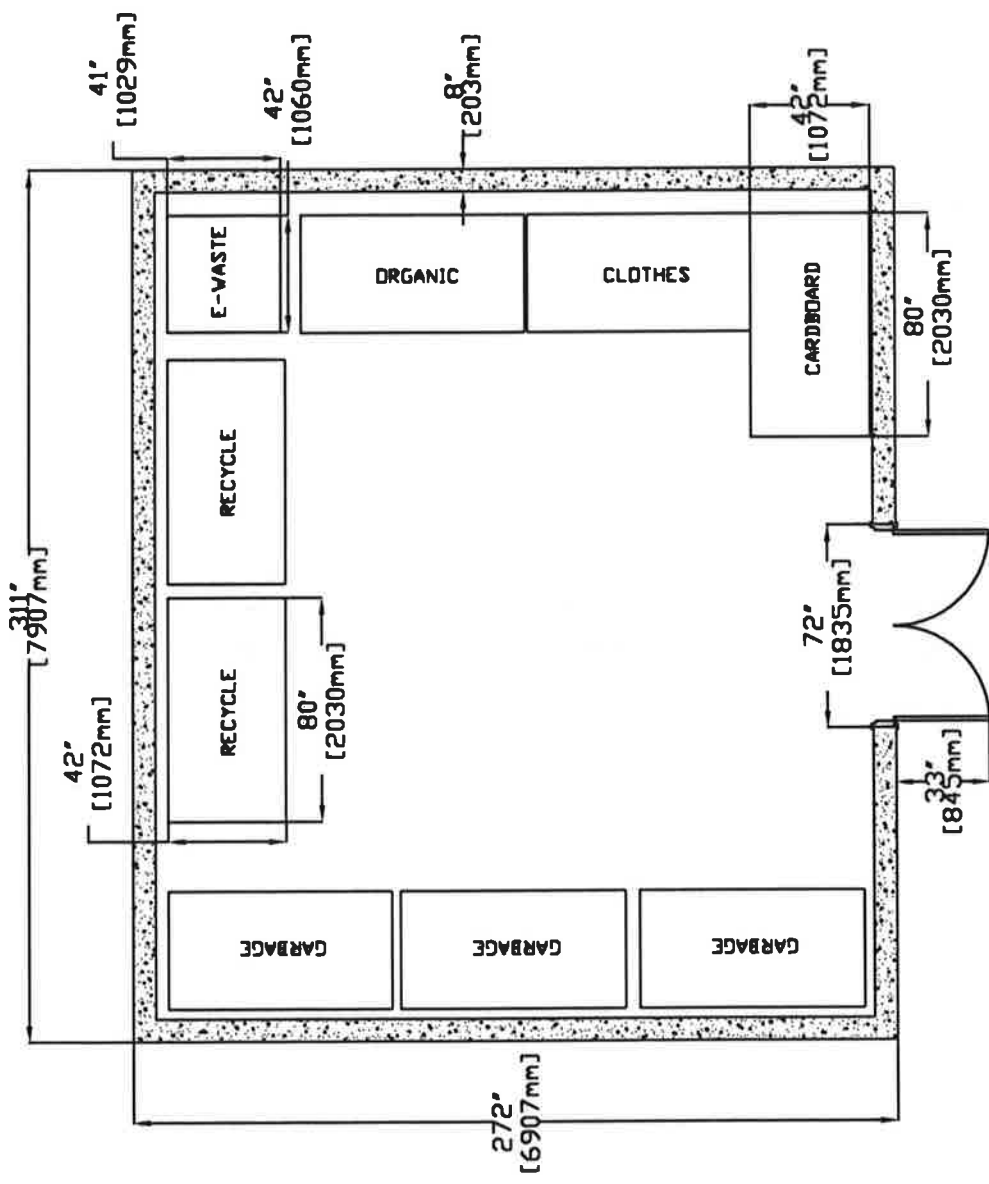 41"
[1029mm]
42"
[1060mm]
8"
[203mm]
42"
[1072mm]
311"
[7907mm]
42"
[1072mm]
E-WASTE
ORGANIC
CLOTHES
CARDBOARD
80"
[2030mm]
RECYCLE
RECYCLE
80"
[2030mm]
72"
[1835mm]
33"
[845mm]
GARBAGE
GARBAGE
GARBAGE
272"
[6907mm]